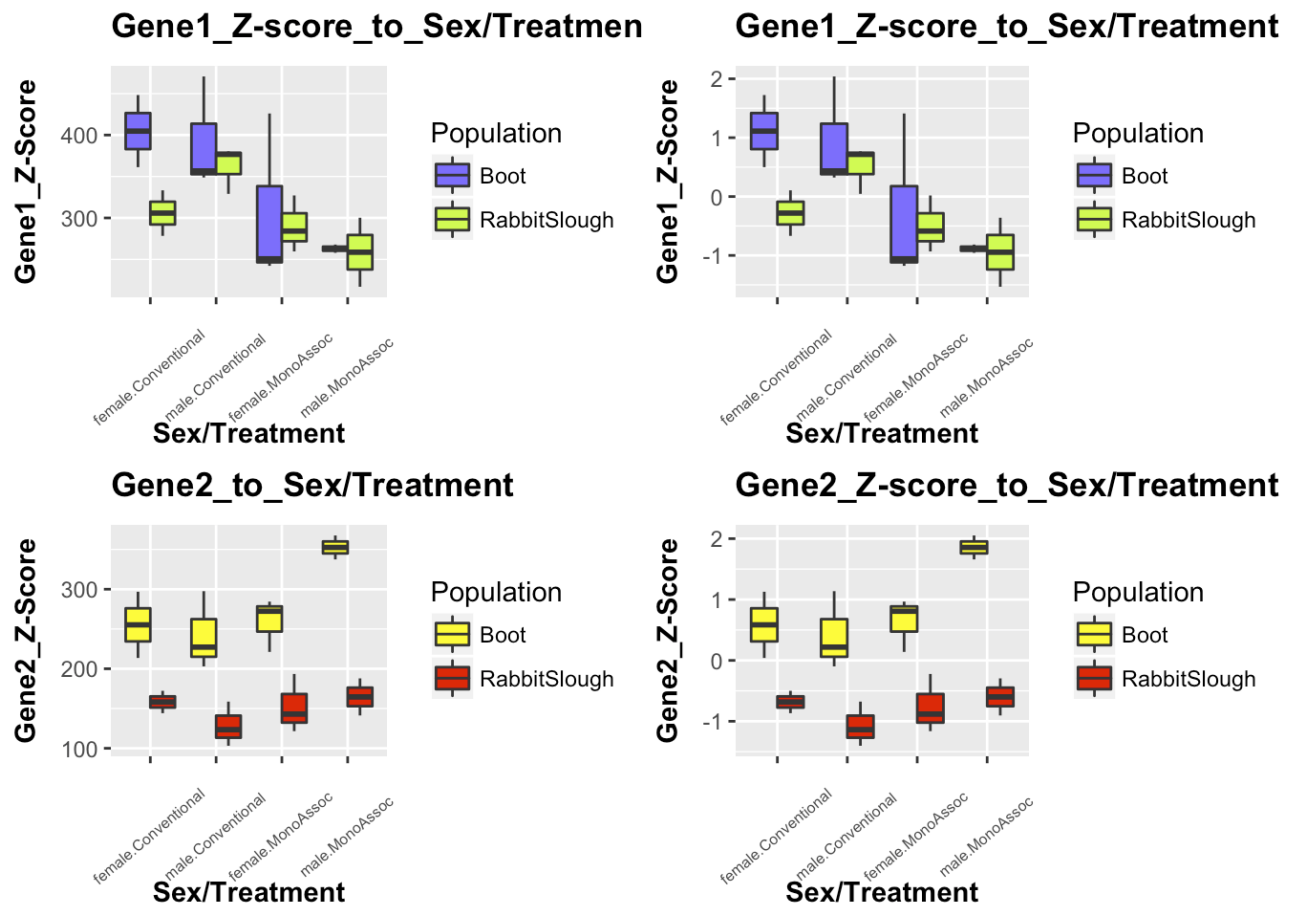 Gene1_Z-score_to_Sex/Treatmen
Gene1_Z-Score
400
300
female.Conventional
male.Conventional
female.MonoAssoc
male.MonoAssoc
Sex/Treatment
Population
Boot
RabbitSlough
Gene1_Z-score_to_Sex/Treatment
Gene1_Z-Score
2
1
0
-1
female.Conventional
male.Conventional
female.MonoAssoc
male.MonoAssoc
Sex/Treatment
Population
Boot
RabbitSlough
Gene2_to_Sex/Treatment
Gene2_Z-Score
300
200
100
female.Conventional
male.Conventional
female.MonoAssoc
male.MonoAssoc
Sex/Treatment
Population
Boot
RabbitSlough
Gene2_Z-score_to_Sex/Treatment
Gene2_Z-Score
2
1
0
-1
female.Conventional
male.Conventional
female.MonoAssoc
male.MonoAssoc
Sex/Treatment
Population
Boot
RabbitSlough